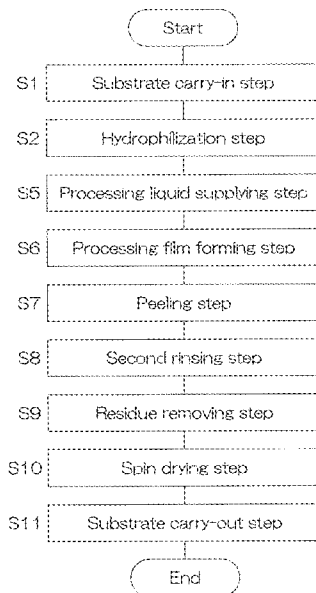 Start
S1 Substrate carry-in step
S2 Hydrophilization step
S5 Processing liquid supplying step
S6 Processing film forming step
S7 Peeling step
S8 Second rinsing step
S9 Residue removing step
S10 Spin drying step
S11 Substrate carry-out step
End